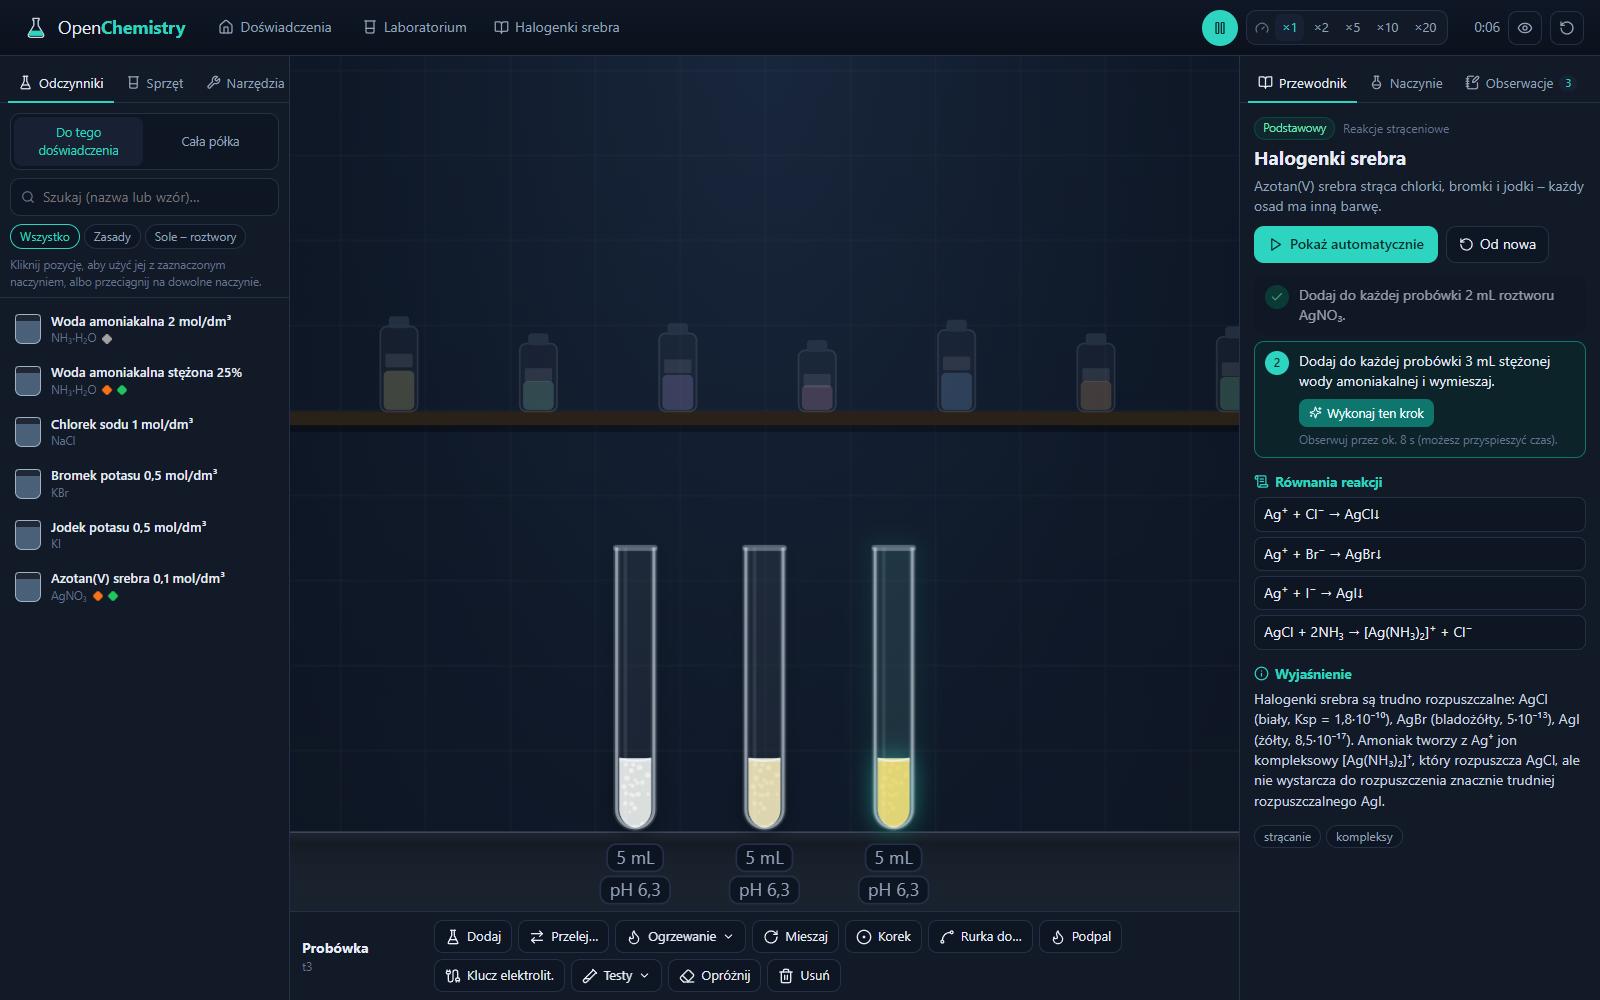 OpenChemistry
Doświadczenia
Laboratorium
Halogenki srebra
×1
×2
×5
×10
×20
0:06
Odczynniki
Sprzęt
Narzędzia
Do tego
doświadczenia
Cała półka
Szukaj (nazwa lub wzór)...
Wszystko
Zasady
Sole – roztwory
Kliknij pozycję, aby użyć jej z zaznaczonym
naczyniem, albo przeciągnij na dowolne naczynie.
Woda amoniakalna 2 mol/dm³
NH₃·H₂O
Woda amoniakalna stężona 25%
NH₃·H₂O
Chlorek sodu 1 mol/dm³
NaCl
Bromek potasu 0,5 mol/dm³
KBr
Jodek potasu 0,5 mol/dm³
KI
Azotan(V) srebra 0,1 mol/dm³
AgNO₃
5 mL
pH 6,3
5 mL
pH 6,3
5 mL
pH 6,3
Probówka
t3
Dodaj
Przelej...
Ogrzewanie
Mieszaj
Korek
Rurka do...
Podpal
Klucz elektrolit.
Testy
Opróżnij
Usuń
Przewodnik
Naczynie
Obserwacje 3
Podstawowy
Reakcje strąceniowe
Halogenki srebra
Azotan(V) srebra strąca chlorki, bromki i jodki – każdy
osad ma inną barwę.
Pokaż automatycznie
Od nowa
Dodaj do każdej probówki 2 mL roztworu
AgNO₃.
2
Dodaj do każdej probówki 3 mL stężonej
wody amoniakalnej i wymieszaj.
Wykonaj ten krok
Obserwuj przez ok. 8 s (możesz przyspieszyć czas).
Równania reakcji
Ag⁺ + Cl⁻ → AgCl↓
Ag⁺ + Br⁻ → AgBr↓
Ag⁺ + I⁻ → AgI↓
AgCl + 2NH₃ → [Ag(NH₃)₂]⁺ + Cl⁻
Wyjaśnienie
Halogenki srebra są trudno rozpuszczalne: AgCl
(biały, Ksp = 1,8·10⁻¹⁰), AgBr (bladożółty, 5·10⁻¹³), AgI
(żółty, 8,5·10⁻¹⁷). Amoniak tworzy z Ag⁺ jon
kompleksowy [Ag(NH₃)₂]⁺, który rozpuszcza AgCl, ale
nie wystarcza do rozpuszczenia znacznie trudniej
rozpuszczalnego AgI.
strącanie
kompleksy